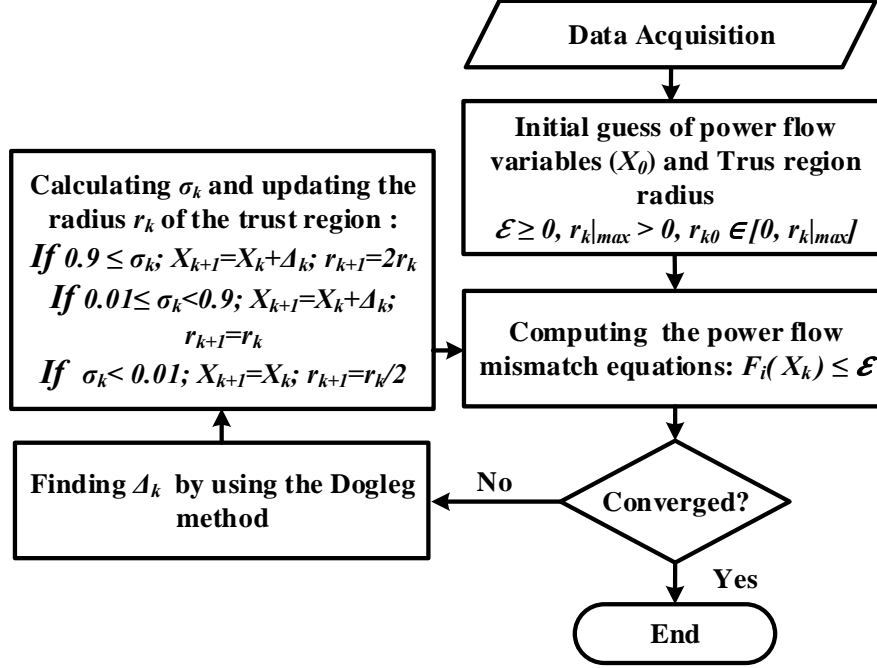 Data Acquisition
Initial guess of power flow
variables (X₀) and Trus region
radius
ℰ ≥ 0, rₖ|ₘₐₓ > 0, rₖ₀ ∈[0, rₖ|ₘₐₓ]
Computing the power flow
mismatch equations: Fᵢ( Xₖ ) ≤ ℰ
Converged?
No
Yes
End
Finding Δₖ by using the Dogleg
method
Calculating σₖ and updating the
radius rₖ of the trust region :
If 0.9 ≤ σₖ; Xₖ₊₁=Xₖ+Δₖ; rₖ₊₁=2rₖ
If 0.01≤ σₖ<0.9; Xₖ₊₁=Xₖ+Δₖ;
rₖ₊₁=rₖ
If σₖ< 0.01; Xₖ₊₁=Xₖ; rₖ₊₁=rₖ/2